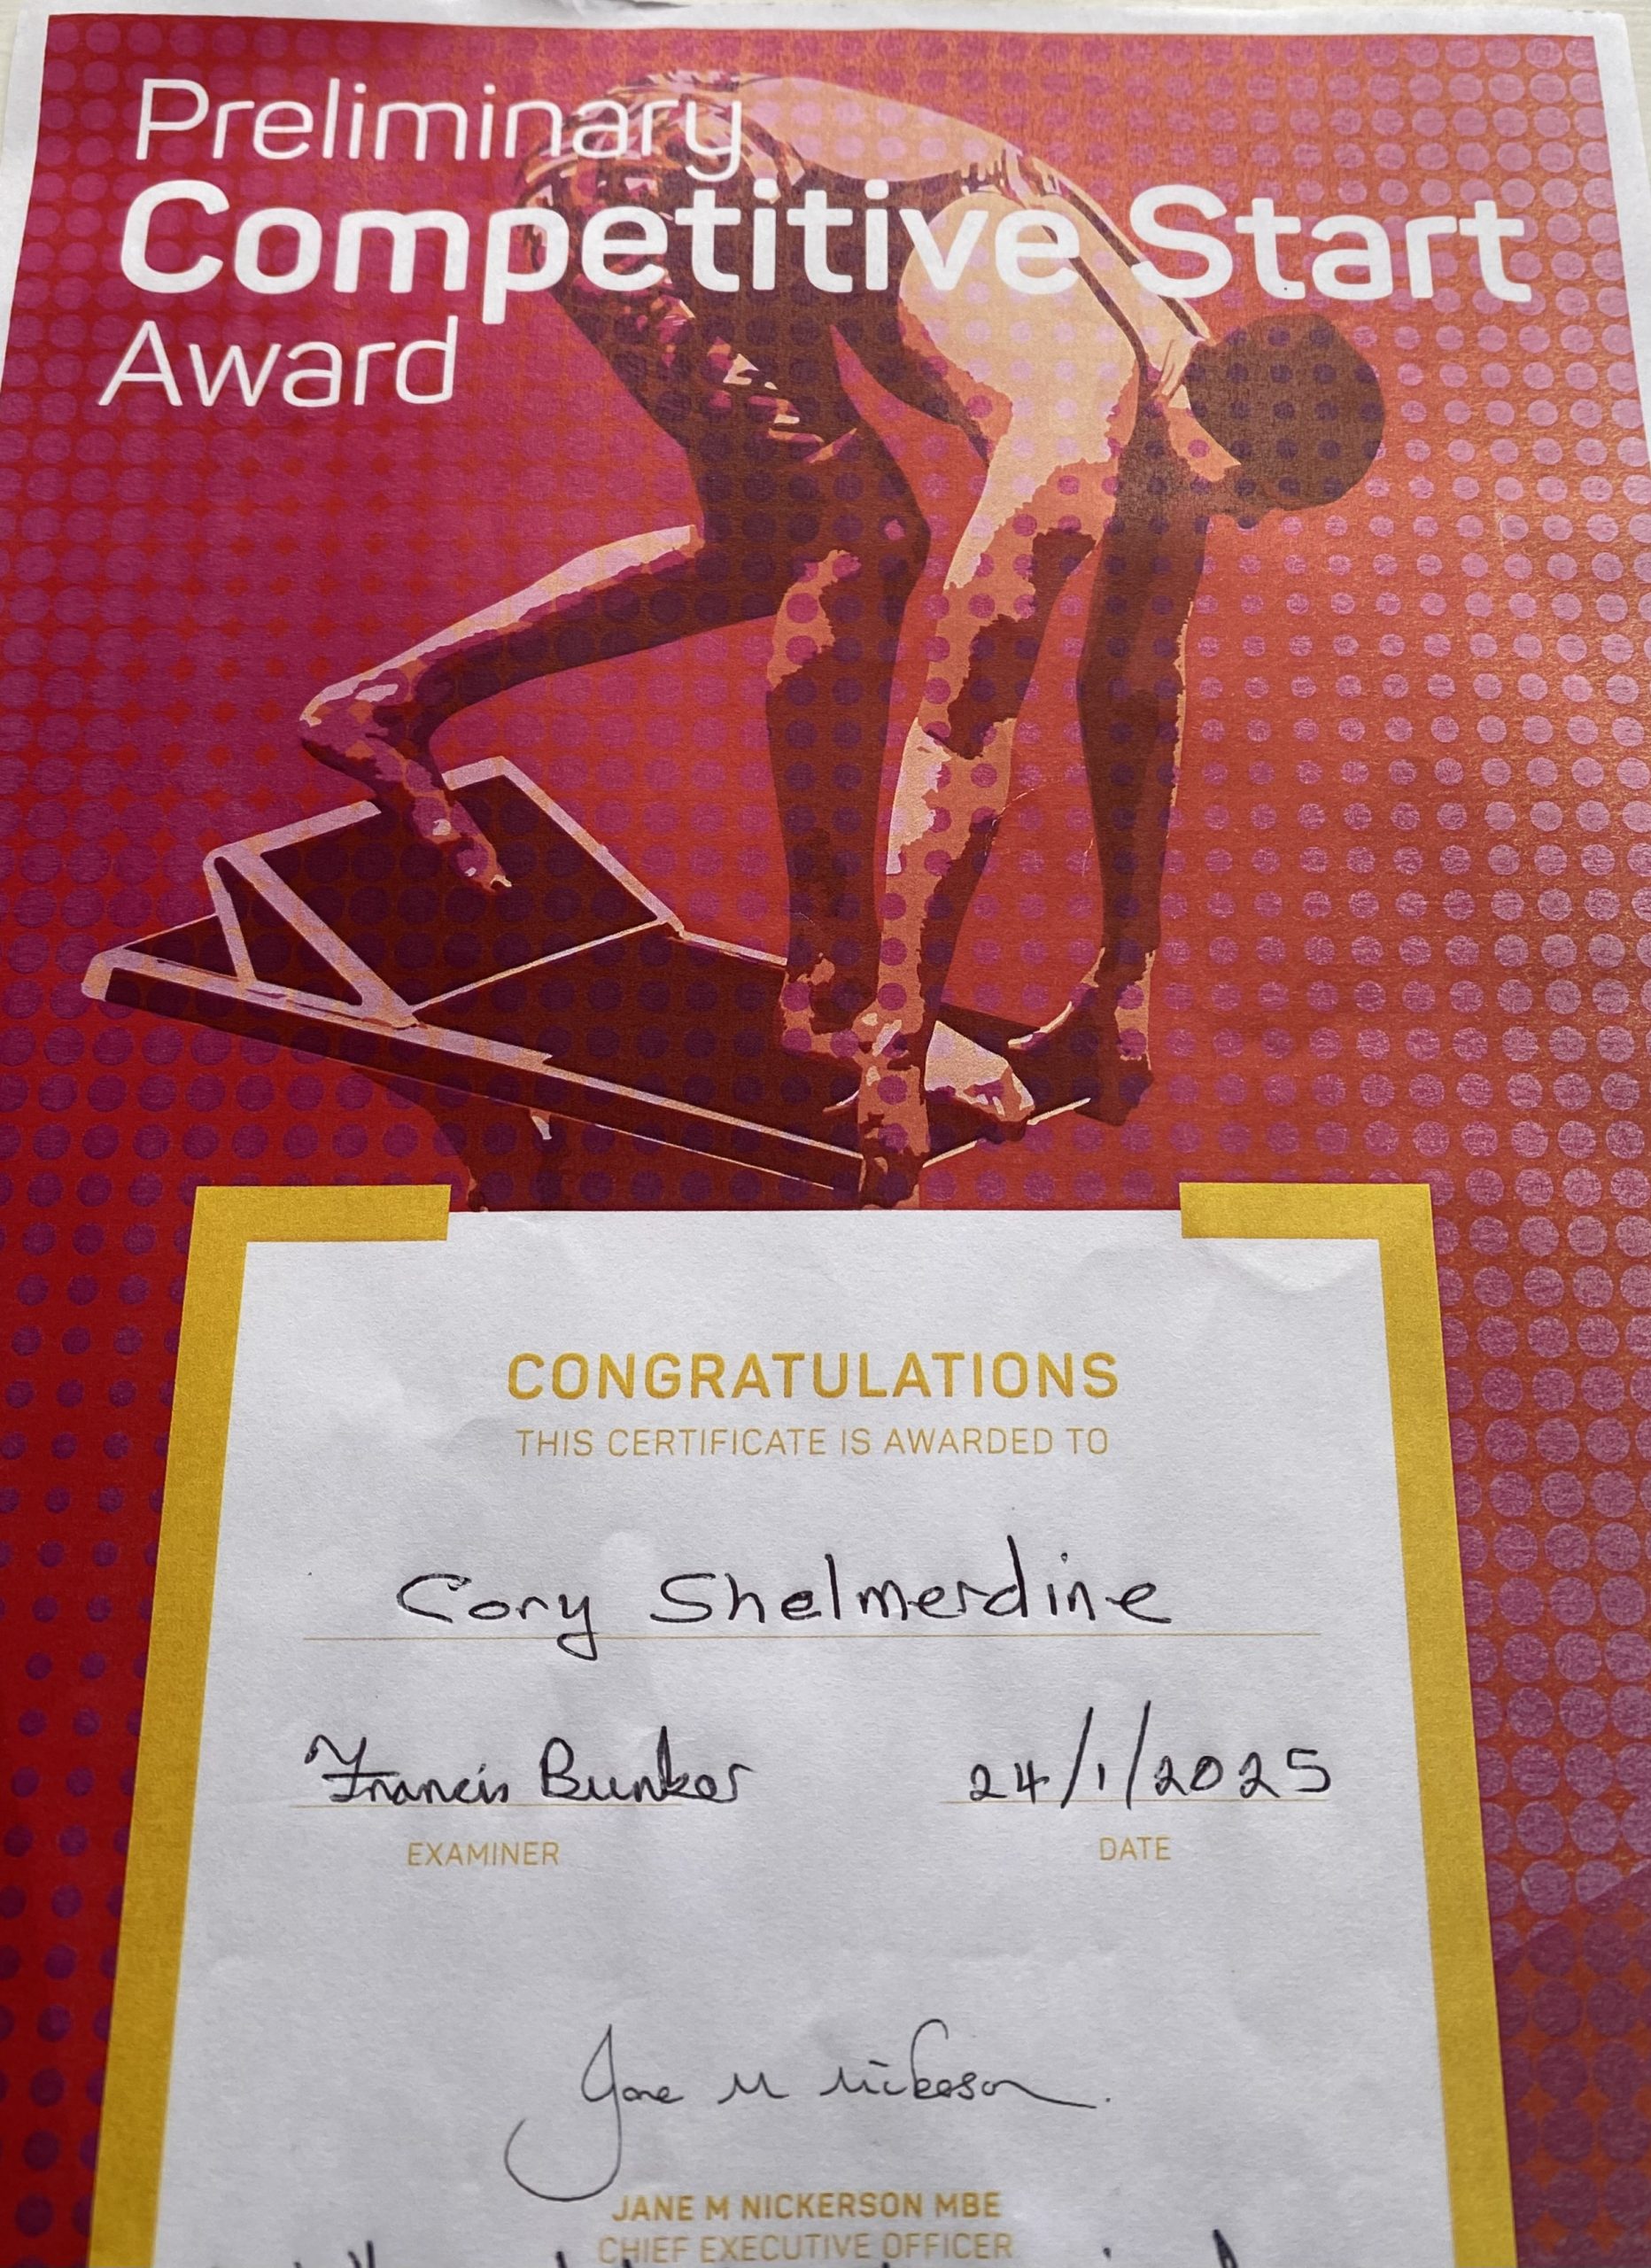 Preliminary
Competitive Start
Award
CONGRATULATIONS
THIS CERTIFICATE IS AWARDED TO
Cory Shelmerdine
Francis Bunker
24/1/2025
EXAMINER
DATE
Jane M Nickerson
JANE M NICKERSON MBE
CHIEF EXECUTIVE OFFICER